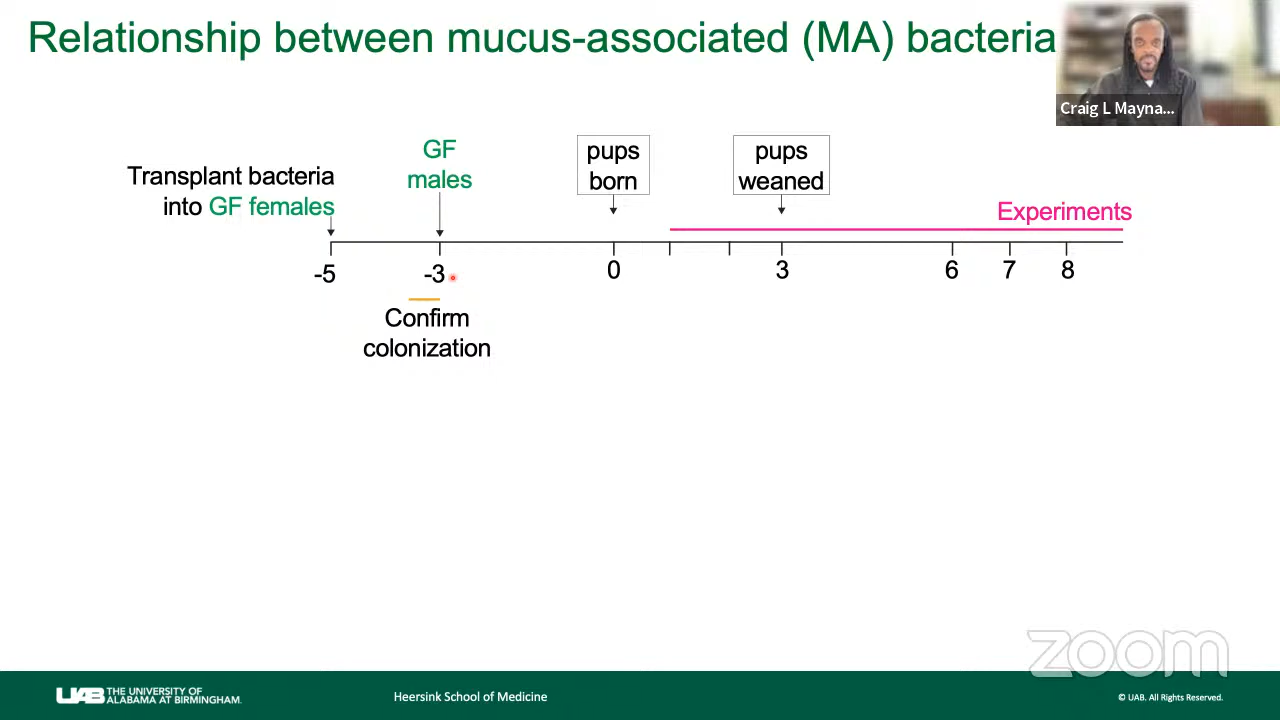 Relationship between mucus-associated (MA) bacteria
Craig L Mayna...
Transplant bacteria
into GF females
GF
males
pups
born
pups
weaned
Experiments
-5
-3
0
3
6
7
8
Confirm
colonization
zoom
UAB THE UNIVERSITY OF
ALABAMA AT BIRMINGHAM.
Heersink School of Medicine
© UAB. All Rights Reserved.